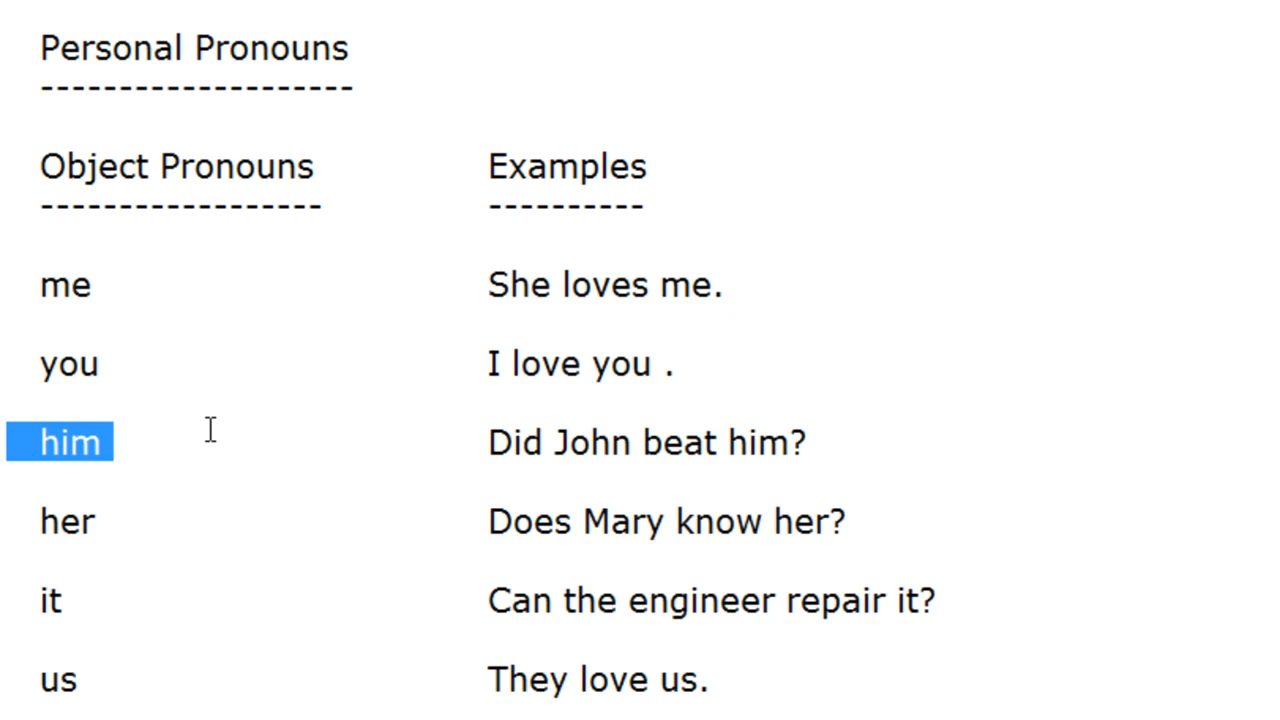 Personal Pronouns
--------------------
Object Pronouns Examples
------------------ ----------
me She loves me.
you I love you .
him Did John beat him?
her Does Mary know her?
it Can the engineer repair it?
us They love us.